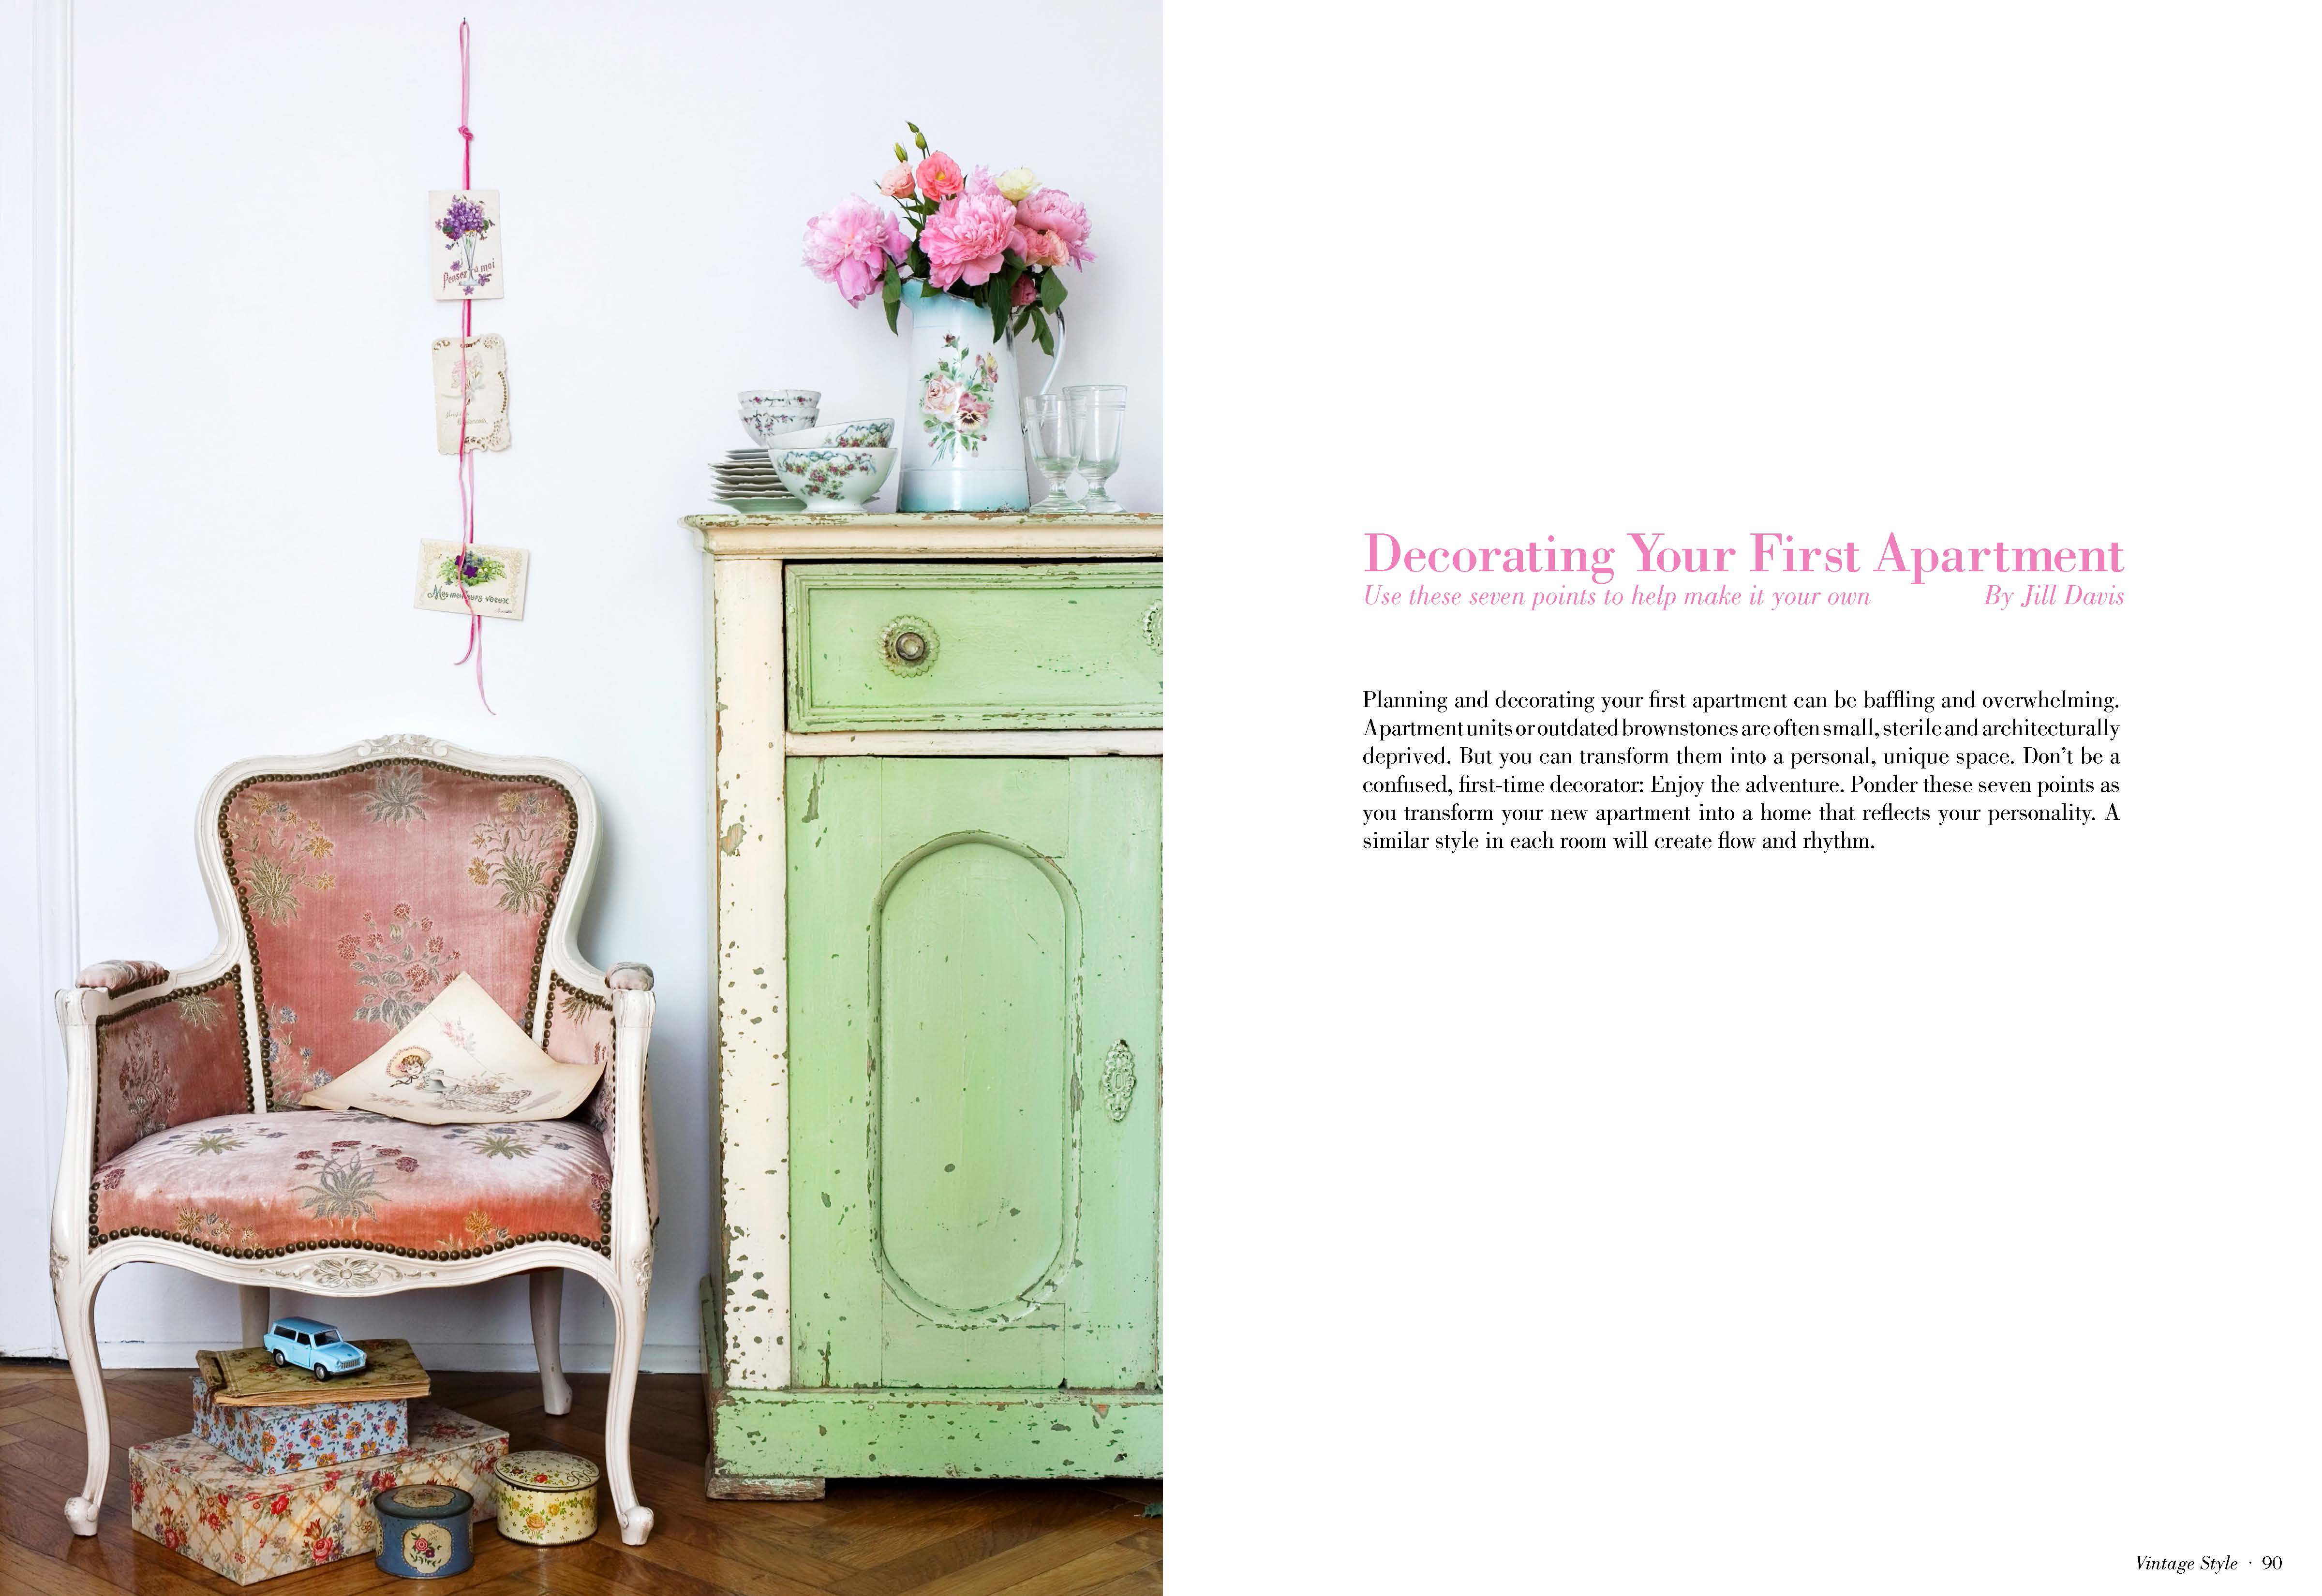 Pensez à moi
Decorating Your First Apartment
Use these seven points to help make it your own By Jill Davis
Planning and decorating your first apartment can be baffling and overwhelming.
Apartment units or outdated brownstones are often small, sterile and architecturally
deprived. But you can transform them into a personal, unique space. Don’t be a
confused, first-time decorator: Enjoy the adventure. Ponder these seven points as
you transform your new apartment into a home that reflects your personality. A
similar style in each room will create flow and rhythm.
Vintage Style · 90